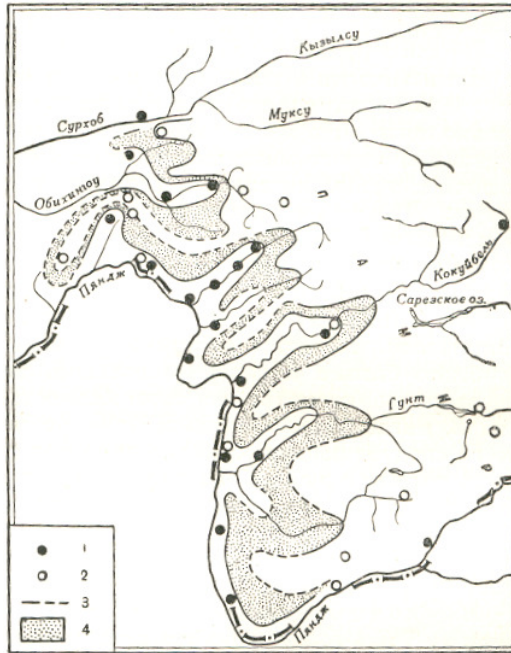 Кызылсу
Сурхоб
Муксу
Обихингоу
П
Кокуйбель
А
Пяндж
Сарезское оз.
М
Гунт
И
Р
1
2
3
4
Пяндж